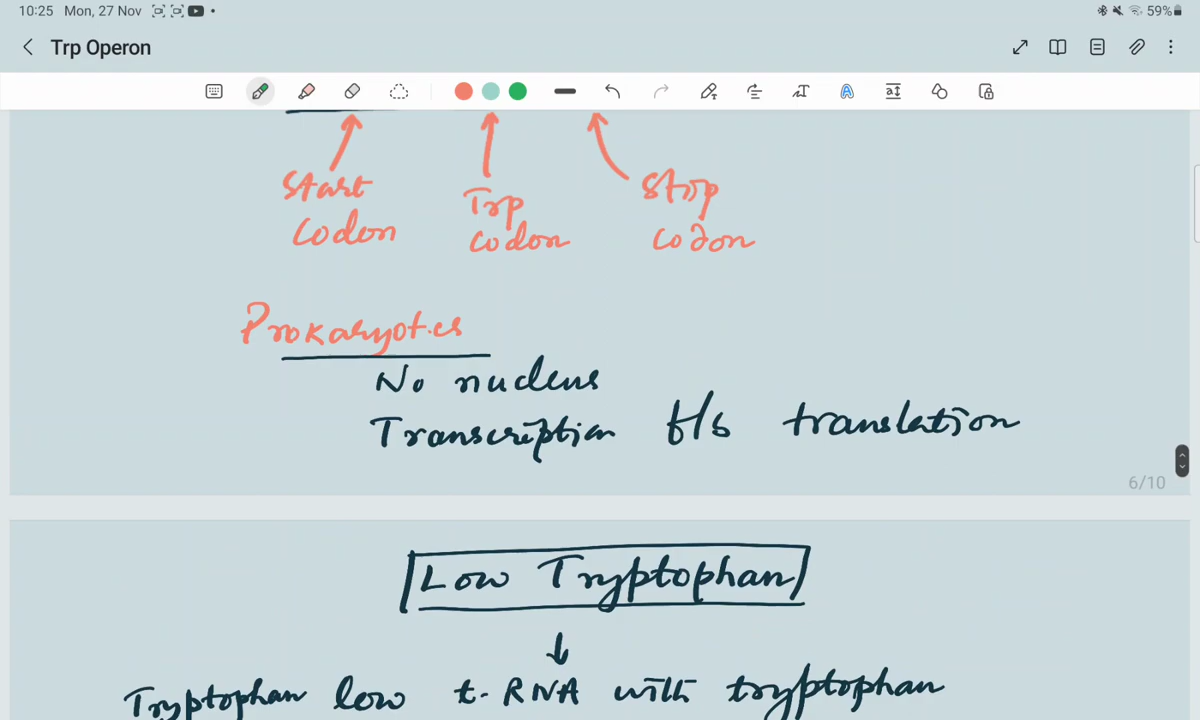 10:25 Mon, 27 Nov
59%
Trp Operon
Start
Codon
Trp
Codon
Stop
Codon
Prokaryotes
No nucleus
Transcription f/b translation
6/10
Low Tryptophan
↓
Tryptophan low t-RNA with tryptophan